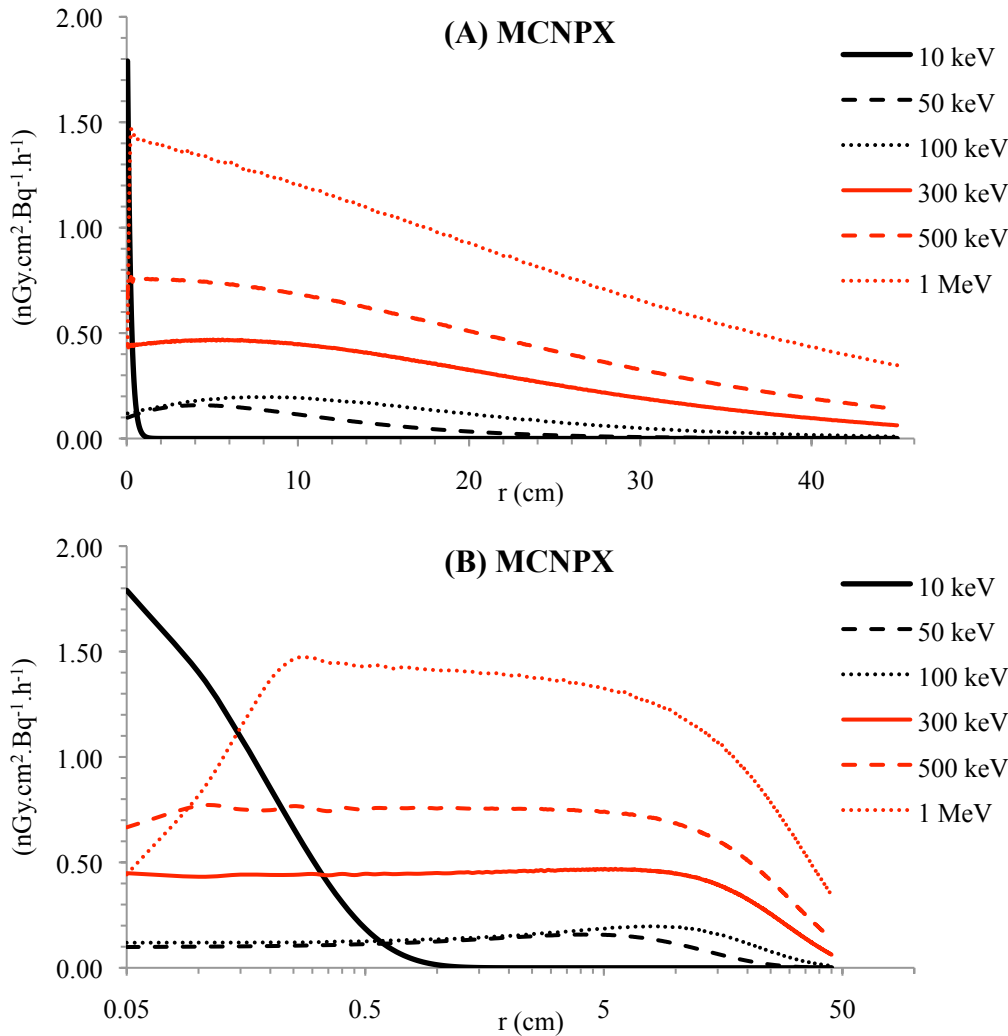 (A) MCNPX
(nGy.cm².Bq⁻¹.h⁻¹)
2.00
1.50
1.00
0.50
0.00
0
10
20
30
40
r (cm)
10 keV
50 keV
100 keV
300 keV
500 keV
1 MeV
(B) MCNPX
(nGy.cm².Bq⁻¹.h⁻¹)
2.00
1.50
1.00
0.50
0.00
0.05
0.5
5
50
r (cm)
10 keV
50 keV
100 keV
300 keV
500 keV
1 MeV